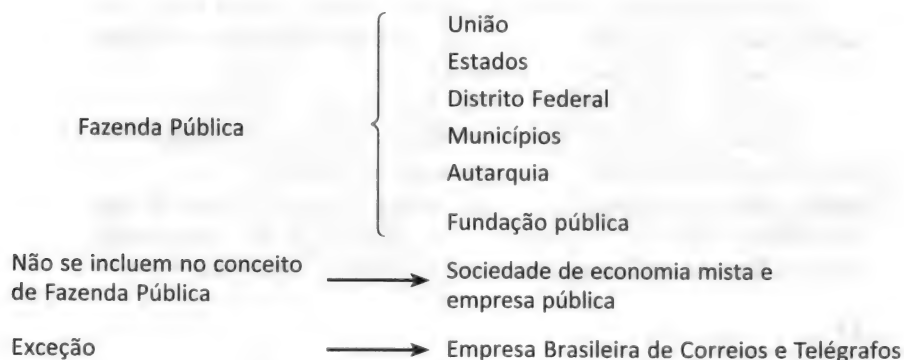 Fazenda Pública
União
Estados
Distrito Federal
Municípios
Autarquia
Fundação pública
Não se incluem no conceito
de Fazenda Pública
Sociedade de economia mista e
empresa pública
Exceção
Empresa Brasileira de Correios e Telégrafos